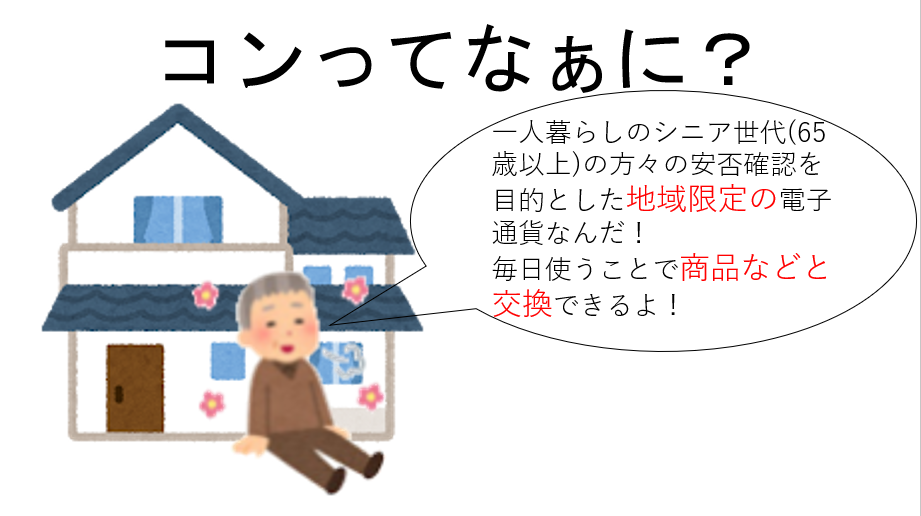 コンってなぁに？
一人暮らしのシニア世代(65
歳以上)の方々の安否確認を
目的とした地域限定の電子
通貨なんだ！
毎日使うことで商品などと
交換できるよ！